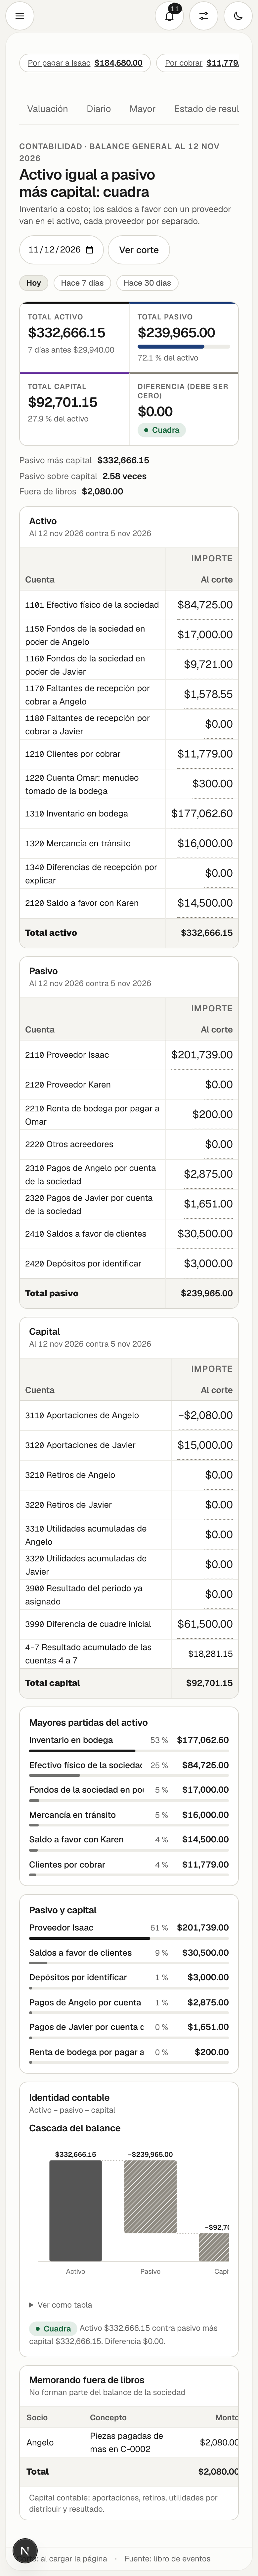 11
Por pagar a Isaac $184,680.00
Por cobrar $11,779
Valuación Diario Mayor Estado de resul
CONTABILIDAD · BALANCE GENERAL AL 12 NOV
2026
Activo igual a pasivo
más capital: cuadra
Inventario a costo; los saldos a favor con un proveedor
van en el activo, cada proveedor por separado.
11/12/2026 Ver corte
Hoy Hace 7 días Hace 30 días
TOTAL ACTIVO
$332,666.15
7 días antes $29,940.00
TOTAL PASIVO
$239,965.00
72.1 % del activo
TOTAL CAPITAL
$92,701.15
27.9 % del activo
DIFERENCIA (DEBE SER
CERO)
$0.00
Cuadra
Pasivo más capital $332,666.15
Pasivo sobre capital 2.58 veces
Fuera de libros $2,080.00
Activo
Al 12 nov 2026 contra 5 nov 2026
IMPORTE
Cuenta Al corte
1101 Efectivo físico de la sociedad $84,725.00
1150 Fondos de la sociedad en
poder de Angelo $17,000.00
1160 Fondos de la sociedad en
poder de Javier $9,721.00
1170 Faltantes de recepción por
cobrar a Angelo $1,578.55
1180 Faltantes de recepción por
cobrar a Javier $0.00
1210 Clientes por cobrar $11,779.00
1220 Cuenta Omar: menudeo
tomado de la bodega $300.00
1310 Inventario en bodega $177,062.60
1320 Mercancía en tránsito $16,000.00
1340 Diferencias de recepción por
explicar $0.00
2120 Saldo a favor con Karen $14,500.00
Total activo $332,666.15
Pasivo
Al 12 nov 2026 contra 5 nov 2026
IMPORTE
Cuenta Al corte
2110 Proveedor Isaac $201,739.00
2120 Proveedor Karen $0.00
2210 Renta de bodega por pagar a
Omar $200.00
2220 Otros acreedores $0.00
2310 Pagos de Angelo por cuenta
de la sociedad $2,875.00
2320 Pagos de Javier por cuenta
de la sociedad $1,651.00
2410 Saldos a favor de clientes $30,500.00
2420 Depósitos por identificar $3,000.00
Total pasivo $239,965.00
Capital
Al 12 nov 2026 contra 5 nov 2026
IMPORTE
Cuenta Al corte
3110 Aportaciones de Angelo −$2,080.00
3120 Aportaciones de Javier $15,000.00
3210 Retiros de Angelo $0.00
3220 Retiros de Javier $0.00
3310 Utilidades acumuladas de
Angelo $0.00
3320 Utilidades acumuladas de
Javier $0.00
3900 Resultado del periodo ya
asignado $0.00
3990 Diferencia de cuadre inicial $61,500.00
4-7 Resultado acumulado de las
cuentas 4 a 7 $18,281.15
Total capital $92,701.15
Mayores partidas del activo
Inventario en bodega 53 % $177,062.60
Efectivo físico de la sociedad 25 % $84,725.00
Fondos de la sociedad en po 5 % $17,000.00
Mercancía en tránsito 5 % $16,000.00
Saldo a favor con Karen 4 % $14,500.00
Clientes por cobrar 4 % $11,779.00
Pasivo y capital
Proveedor Isaac 61 % $201,739.00
Saldos a favor de clientes 9 % $30,500.00
Depósitos por identificar 1 % $3,000.00
Pagos de Angelo por cuenta 1 % $2,875.00
Pagos de Javier por cuenta c 0 % $1,651.00
Renta de bodega por pagar a 0 % $200.00
Identidad contable
Activo − pasivo − capital
Cascada del balance
$332,666.15 −$239,965.00 −$92,70
Activo Pasivo Capi
Ver como tabla
Cuadra Activo $332,666.15 contra pasivo más
capital $332,666.15. Diferencia $0.00.
Memorando fuera de libros
No forman parte del balance de la sociedad
Socio Concepto Monto
Angelo Piezas pagadas de
mas en C-0002 $2,080.00
Total $2,080.00
Capital contable: aportaciones, retiros, utilidades por
distribuir y resultado.
N
al cargar la página · Fuente: libro de eventos